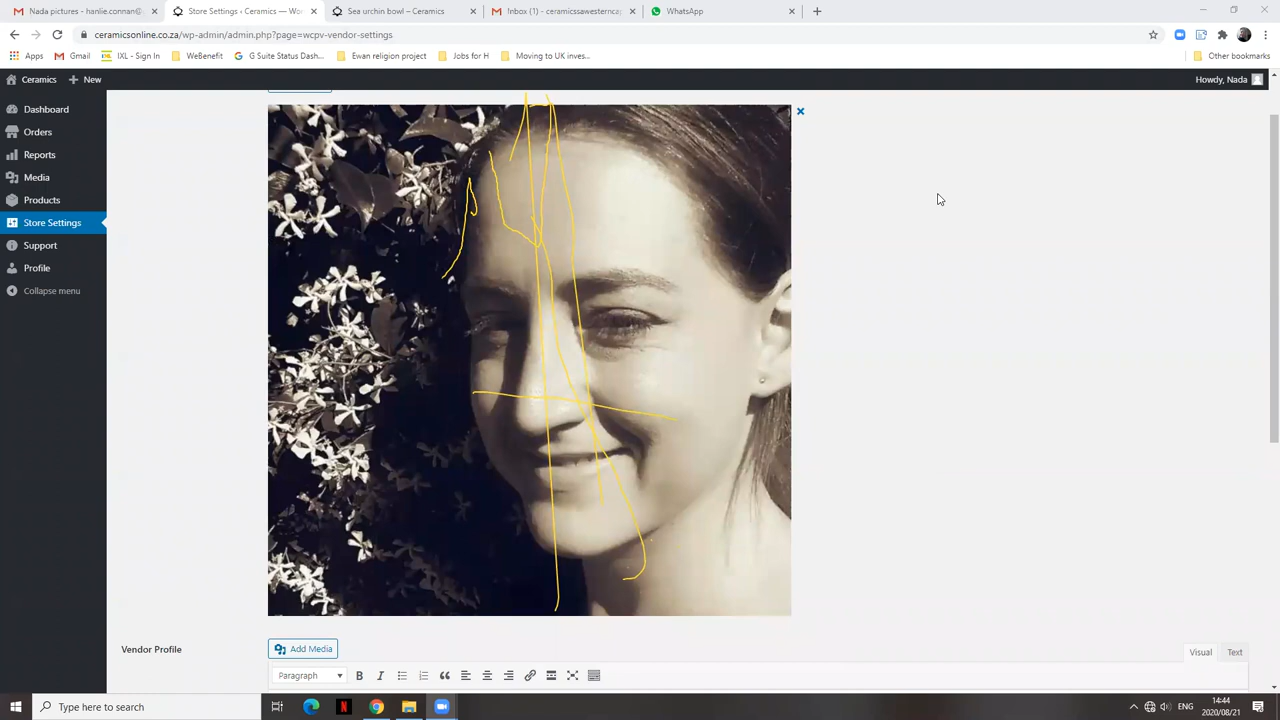 Nada pictures - hanlie.connan@
Store Settings ‹ Ceramics — Wor
Sea urchin bowl – Ceramics
Inbox (1) - ceramicssawesternca
WhatsApp
ceramicsonline.co.za/wp-admin/admin.php?page=wcpv-vendor-settings
Apps
Gmail
IXL - Sign In
WeBenefit
G Suite Status Dash...
Ewan religion project
Jobs for H
Moving to UK inves...
Other bookmarks
Ceramics
New
Howdy, Nada
Dashboard
Orders
Reports
Media
Products
Store Settings
Support
Profile
Collapse menu
Vendor Profile
Add Media
Visual
Text
Paragraph
B
I
Type here to search
ENG
14:44
2020/08/21